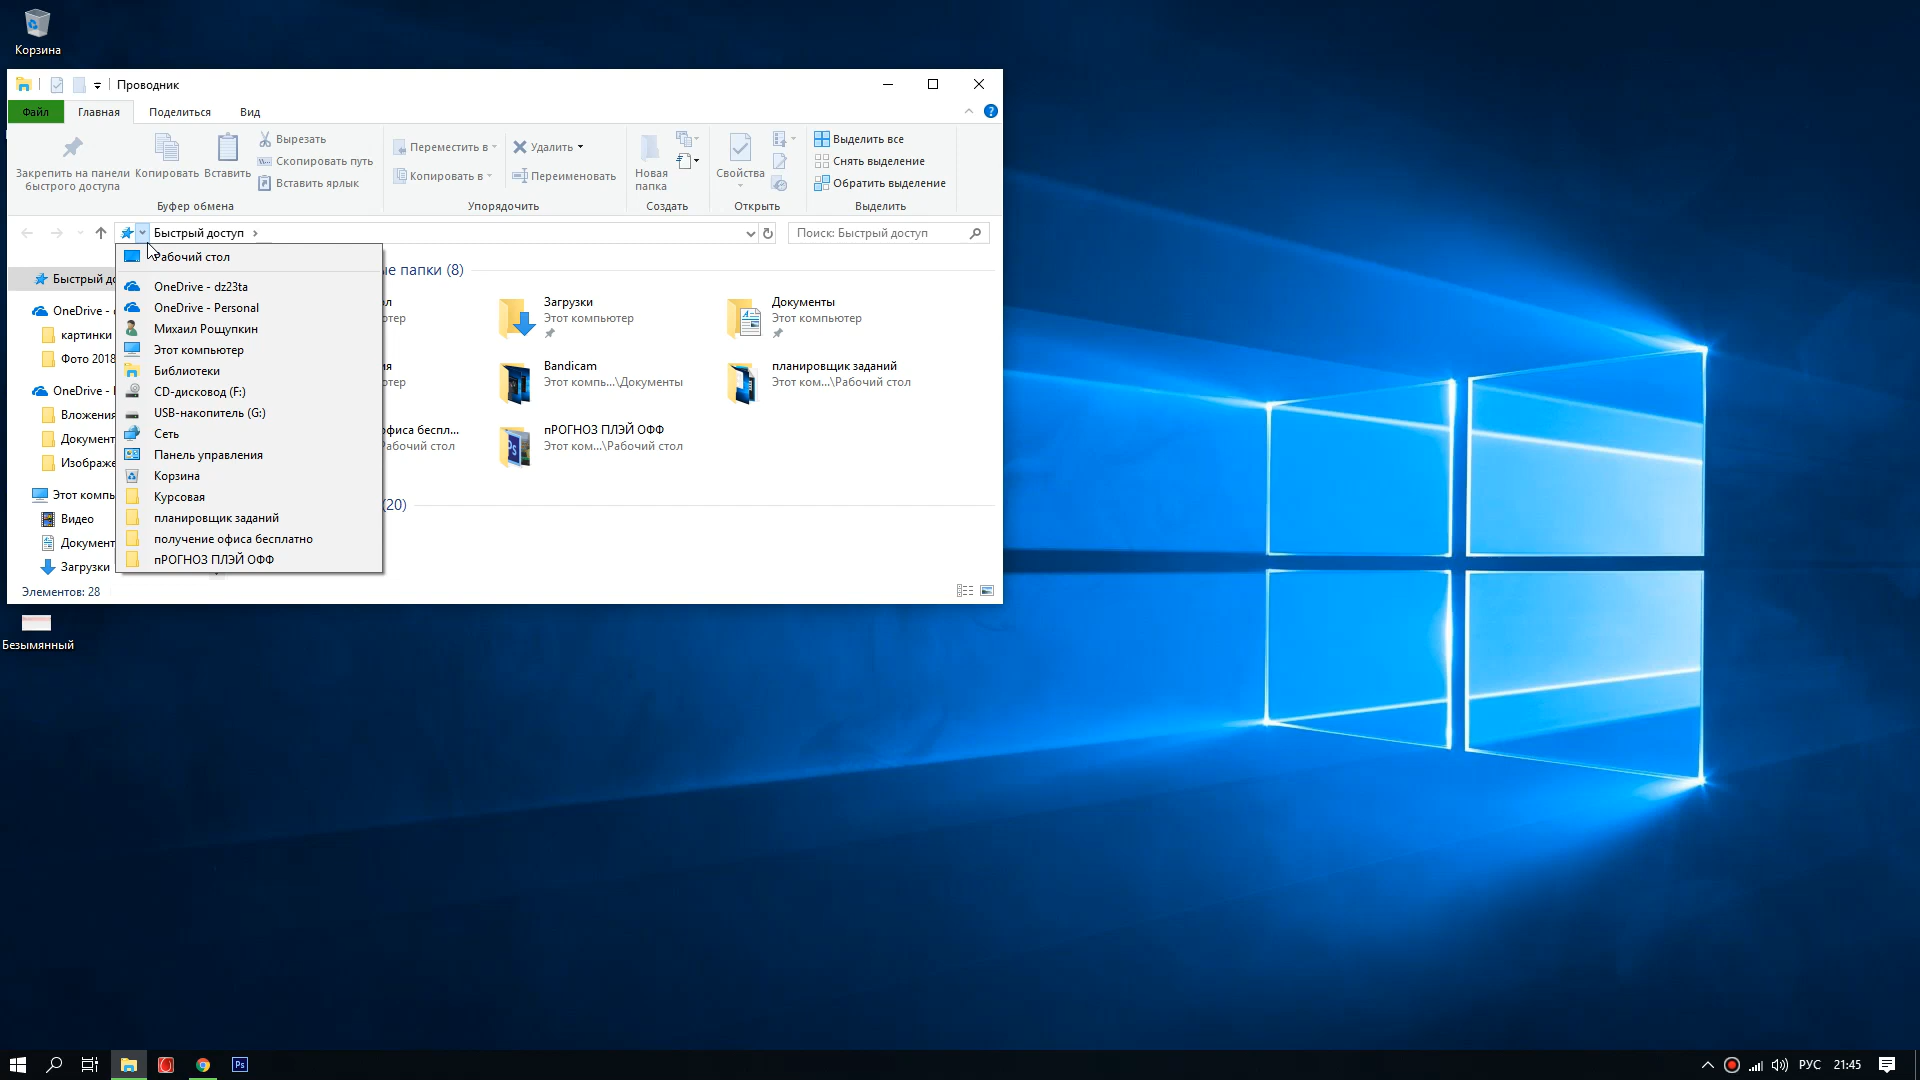 Корзина
Проводник
Файл
Главная
Поделиться
Вид
Закрепить на панели
быстрого доступа
Копировать
Вставить
Вырезать
Скопировать путь
Вставить ярлык
Буфер обмена
Переместить в
Копировать в
Удалить
Переименовать
Упорядочить
Новая
папка
Создать
Свойства
Открыть
Выделить все
Снять выделение
Обратить выделение
Выделить
Быстрый доступ
Поиск: Быстрый доступ
Рабочий стол
OneDrive - dz23ta
OneDrive - Personal
Михаил Рощупкин
Этот компьютер
Библиотеки
CD-дисковод (F:)
USB-накопитель (G:)
Сеть
Панель управления
Корзина
Курсовая
планировщик заданий
получение офиса бесплатно
пРОГНОЗ ПЛЭЙ ОФФ
Быстрый до
OneDrive -
картинки
Фото 2018
OneDrive -
Вложения
Документ
Изображе
Этот компь
Видео
Документ
Загрузки
ые папки (8)
ол
ютер
Загрузки
Этот компьютер
Документы
Этот компьютер
ия
ютер
Bandicam
Этот компь...\Документы
планировщик заданий
Этот ком...\Рабочий стол
офиса беспл...
Рабочий стол
пРОГНОЗ ПЛЭЙ ОФФ
Этот ком...\Рабочий стол
(20)
Элементов: 28
Безымянный
Ps
РУС
21:45